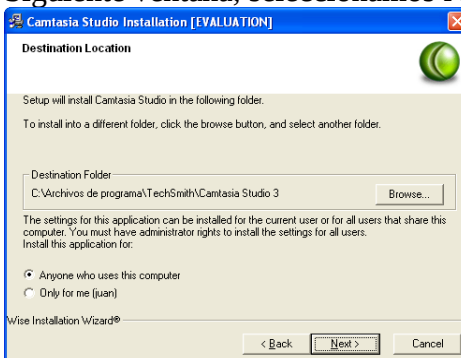 Camtasia Studio Installation [EVALUATION]
Destination Location
Setup will install Camtasia Studio in the following folder.
To install into a different folder, click the browse button, and select another folder.
Destination Folder
C:\Archivos de programa\TechSmith\Camtasia Studio 3
Browse...
The settings for this application can be installed for the current user or for all users that share this
computer. You must have administrator rights to install the settings for all users.
Install this application for:
Anyone who uses this computer
Only for me (juan)
Wise Installation Wizard®
< Back
Next >
Cancel